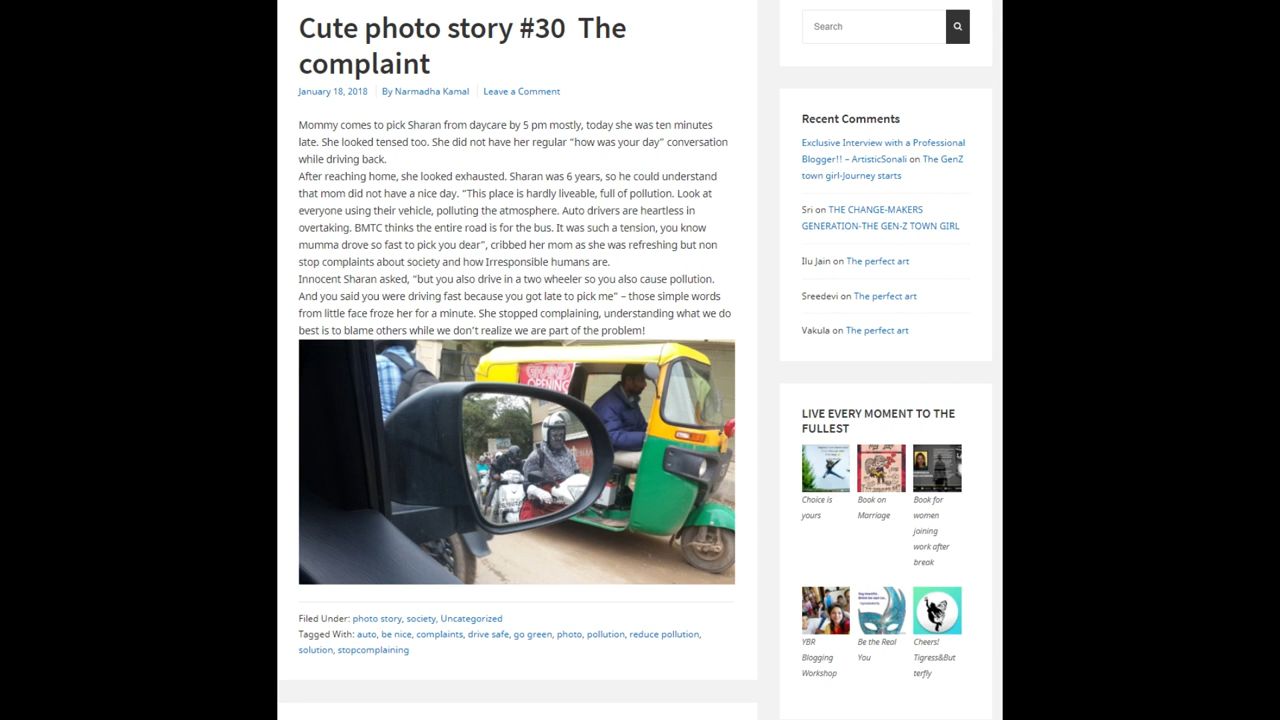 Cute photo story #30  The
complaint
January 18, 2018
By Narmadha Kamal
Leave a Comment
Mommy comes to pick Sharan from daycare by 5 pm mostly, today she was ten minutes
late. She looked tensed too. She did not have her regular "how was your day" conversation
while driving back.
After reaching home, she looked exhausted. Sharan was 6 years, so he could understand
that mom did not have a nice day. "This place is hardly liveable, full of pollution. Look at
everyone using their vehicle, polluting the atmosphere. Auto drivers are heartless in
overtaking. BMTC thinks the entire road is for the bus. It was such a tension, you know
mumma drove so fast to pick you dear", cribbed her mom as she was refreshing but non
stop complaints about society and how Irresponsible humans are.
Innocent Sharan asked, "but you also drive in a two wheeler so you also cause pollution.
And you said you were driving fast because you got late to pick me" – those simple words
from little face froze her for a minute. She stopped complaining, understanding what we do
best is to blame others while we don't realize we are part of the problem!
OPENING
Filed Under: photo story, society, Uncategorized
Tagged With: auto, be nice, complaints, drive safe, go green, photo, pollution, reduce pollution,
solution, stopcomplaining
Search
Recent Comments
Exclusive Interview with a Professional
Blogger!! – ArtisticSonali on The GenZ
town girl-Journey starts
Sri on THE CHANGE-MAKERS
GENERATION-THE GEN-Z TOWN GIRL
Ilu Jain on The perfect art
Sreedevi on The perfect art
Vakula on The perfect art
LIVE EVERY MOMENT TO THE
FULLEST
Choice is
yours
Book on
Marriage
Book for
women
joining
work after
break
YBR
Blogging
Workshop
Be the Real
You
Cheers!
Tigress&But
terfly